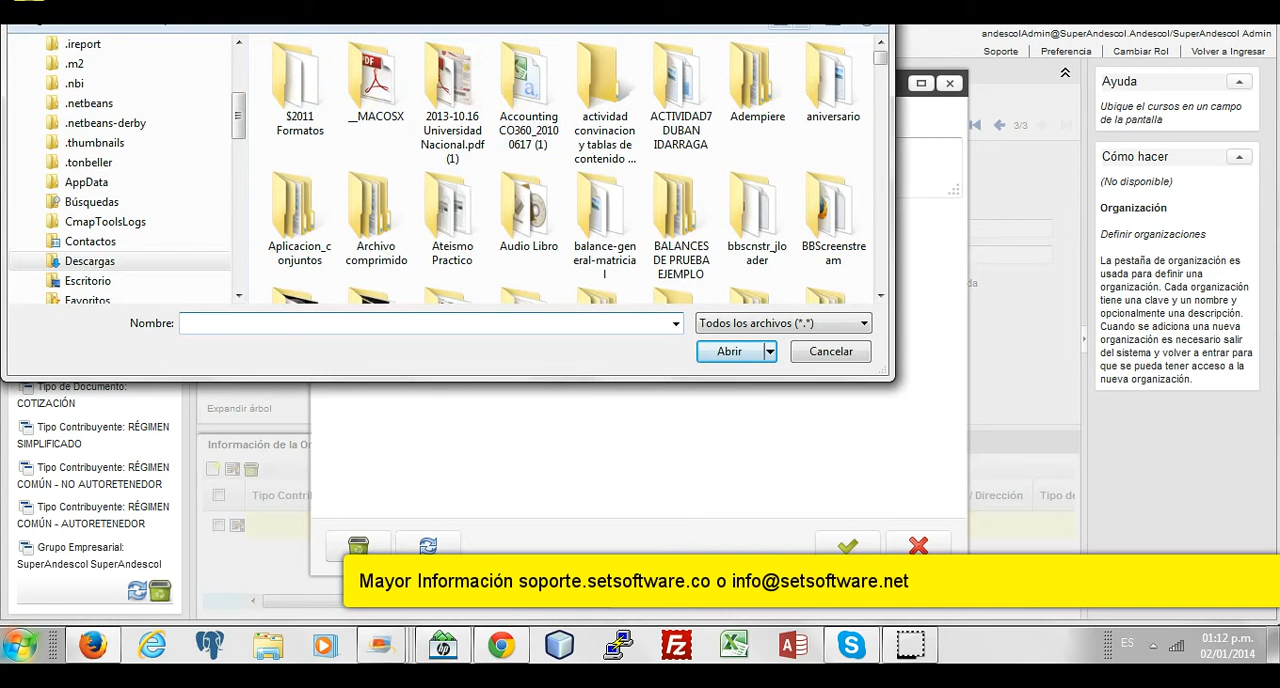 andescolAdmin@SuperAndescol.Andescol/SuperAndescol Admin
Soporte
Preferencia
Cambiar Rol
Volver a Ingresar
.ireport
.m2
.nbi
.netbeans
.netbeans-derby
.thumbnails
.tonbeller
AppData
Búsquedas
CmapToolsLogs
Contactos
Descargas
Escritorio
Favoritos
$2011
Formatos
__MACOSX
2013-10.16
Universidad
Nacional.pdf
(1)
Accounting
CO360_2010
0617 (1)
actividad
convinacion
y tablas de
contenido ...
ACTIVIDAD7
DUBAN
IDARRAGA
Adempiere
aniversario
Aplicacion_c
onjuntos
Archivo
comprimido
Ateismo
Practico
Audio Libro
balance-gen
eral-matricia
l
BALANCES
DE PRUEBA
EJEMPLO
bbscnstr_jlo
ader
BBScreenstre
am
Nombre:
Todos los archivos (*.*)
Abrir
Cancelar
3/3
Ayuda
Ubique el cursos en un campo
de la pantalla
Cómo hacer
(No disponible)
Organización
Definir organizaciones
La pestaña de organización es
usada para definir una
organización. Cada organización
tiene una clave y un nombre y
opcionalmente una descripción.
Cuando se adiciona una nueva
organización es necesario salir
del sistema y volver a entrar para
que se pueda tener acceso a la
nueva organización.
Tipo de Documento:
COTIZACIÓN
Tipo Contribuyente: RÉGIMEN
SIMPLIFICADO
Tipo Contribuyente: RÉGIMEN
COMÚN - NO AUTORETENEDOR
Tipo Contribuyente: RÉGIMEN
COMÚN - AUTORETENEDOR
Grupo Empresarial:
SuperAndescol SuperAndescol
Expandir árbol
Información de la Or
Tipo Contri
/ Dirección
Tipo de
Mayor Información soporte.setsoftware.co o info@setsoftware.net
ES
01:12 p.m.
02/01/2014